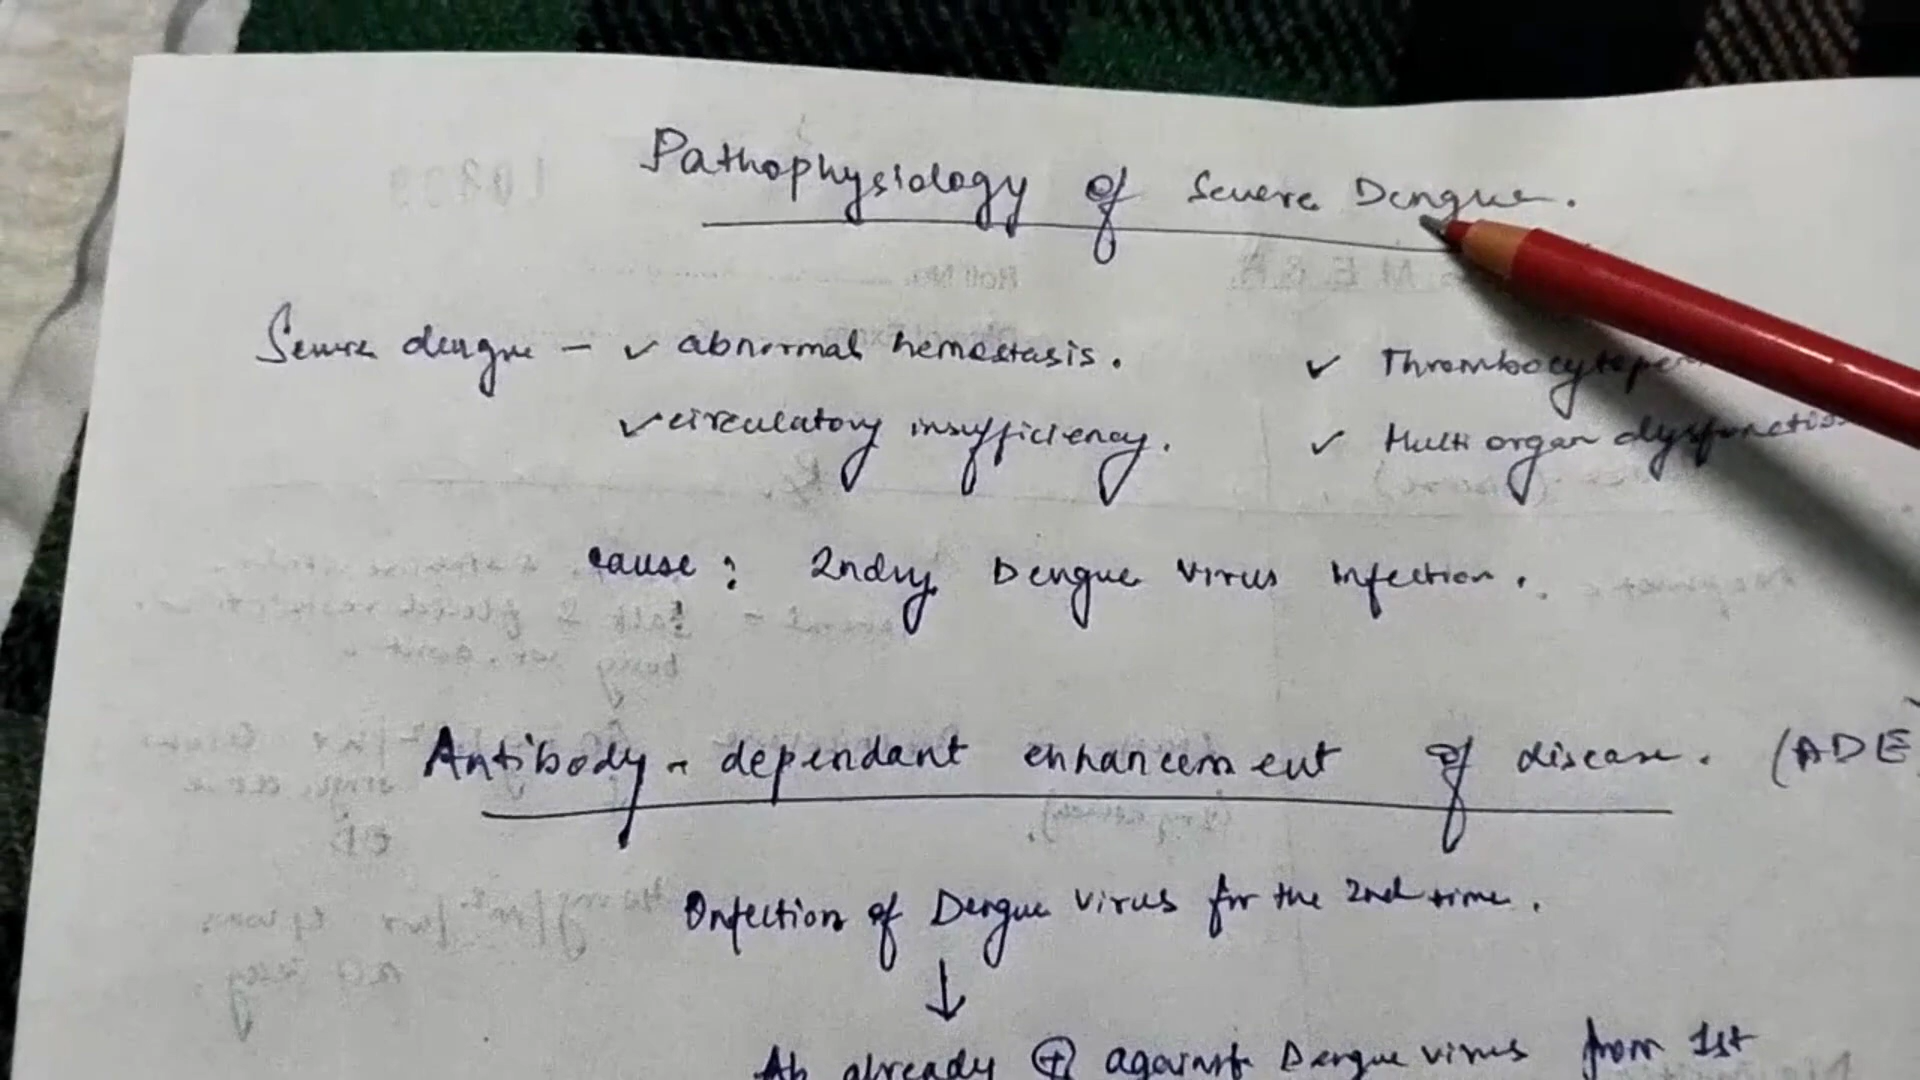 Pathophysiology of Severe Dengue.
Severe dengue - ✓ abnormal hemostasis. ✓
✓ circulatory insufficiency. ✓ Multi organ dysfunction
cause: 2ndry Dengue virus infection.
Antibody - dependant enhancement of disease. (ADE)
Infection of Dengue virus for the 2nd time.
↓
Ab already ⊕ against Dengue virus from 1st